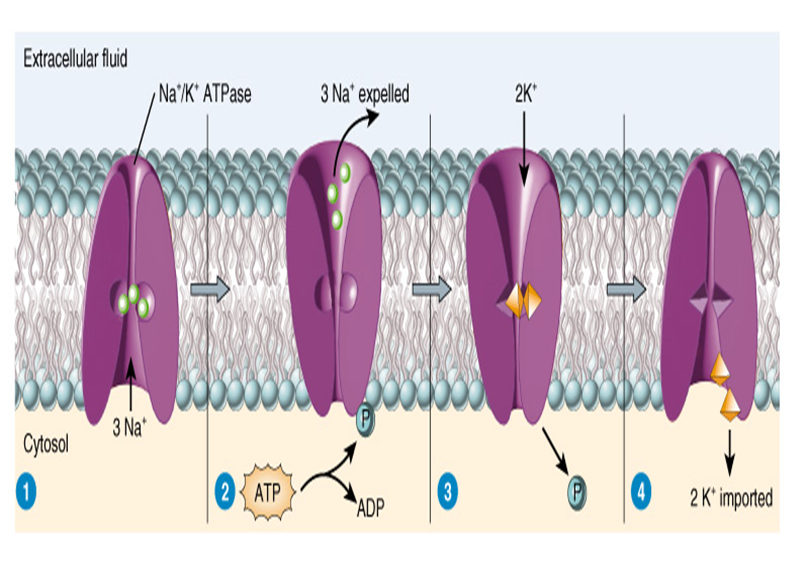 Extracellular fluid
Na⁺/K⁺ ATPase
3 Na⁺ expelled
2K⁺
3 Na⁺
Cytosol
P
P
1
2
ATP
ADP
3
4
2 K⁺ imported